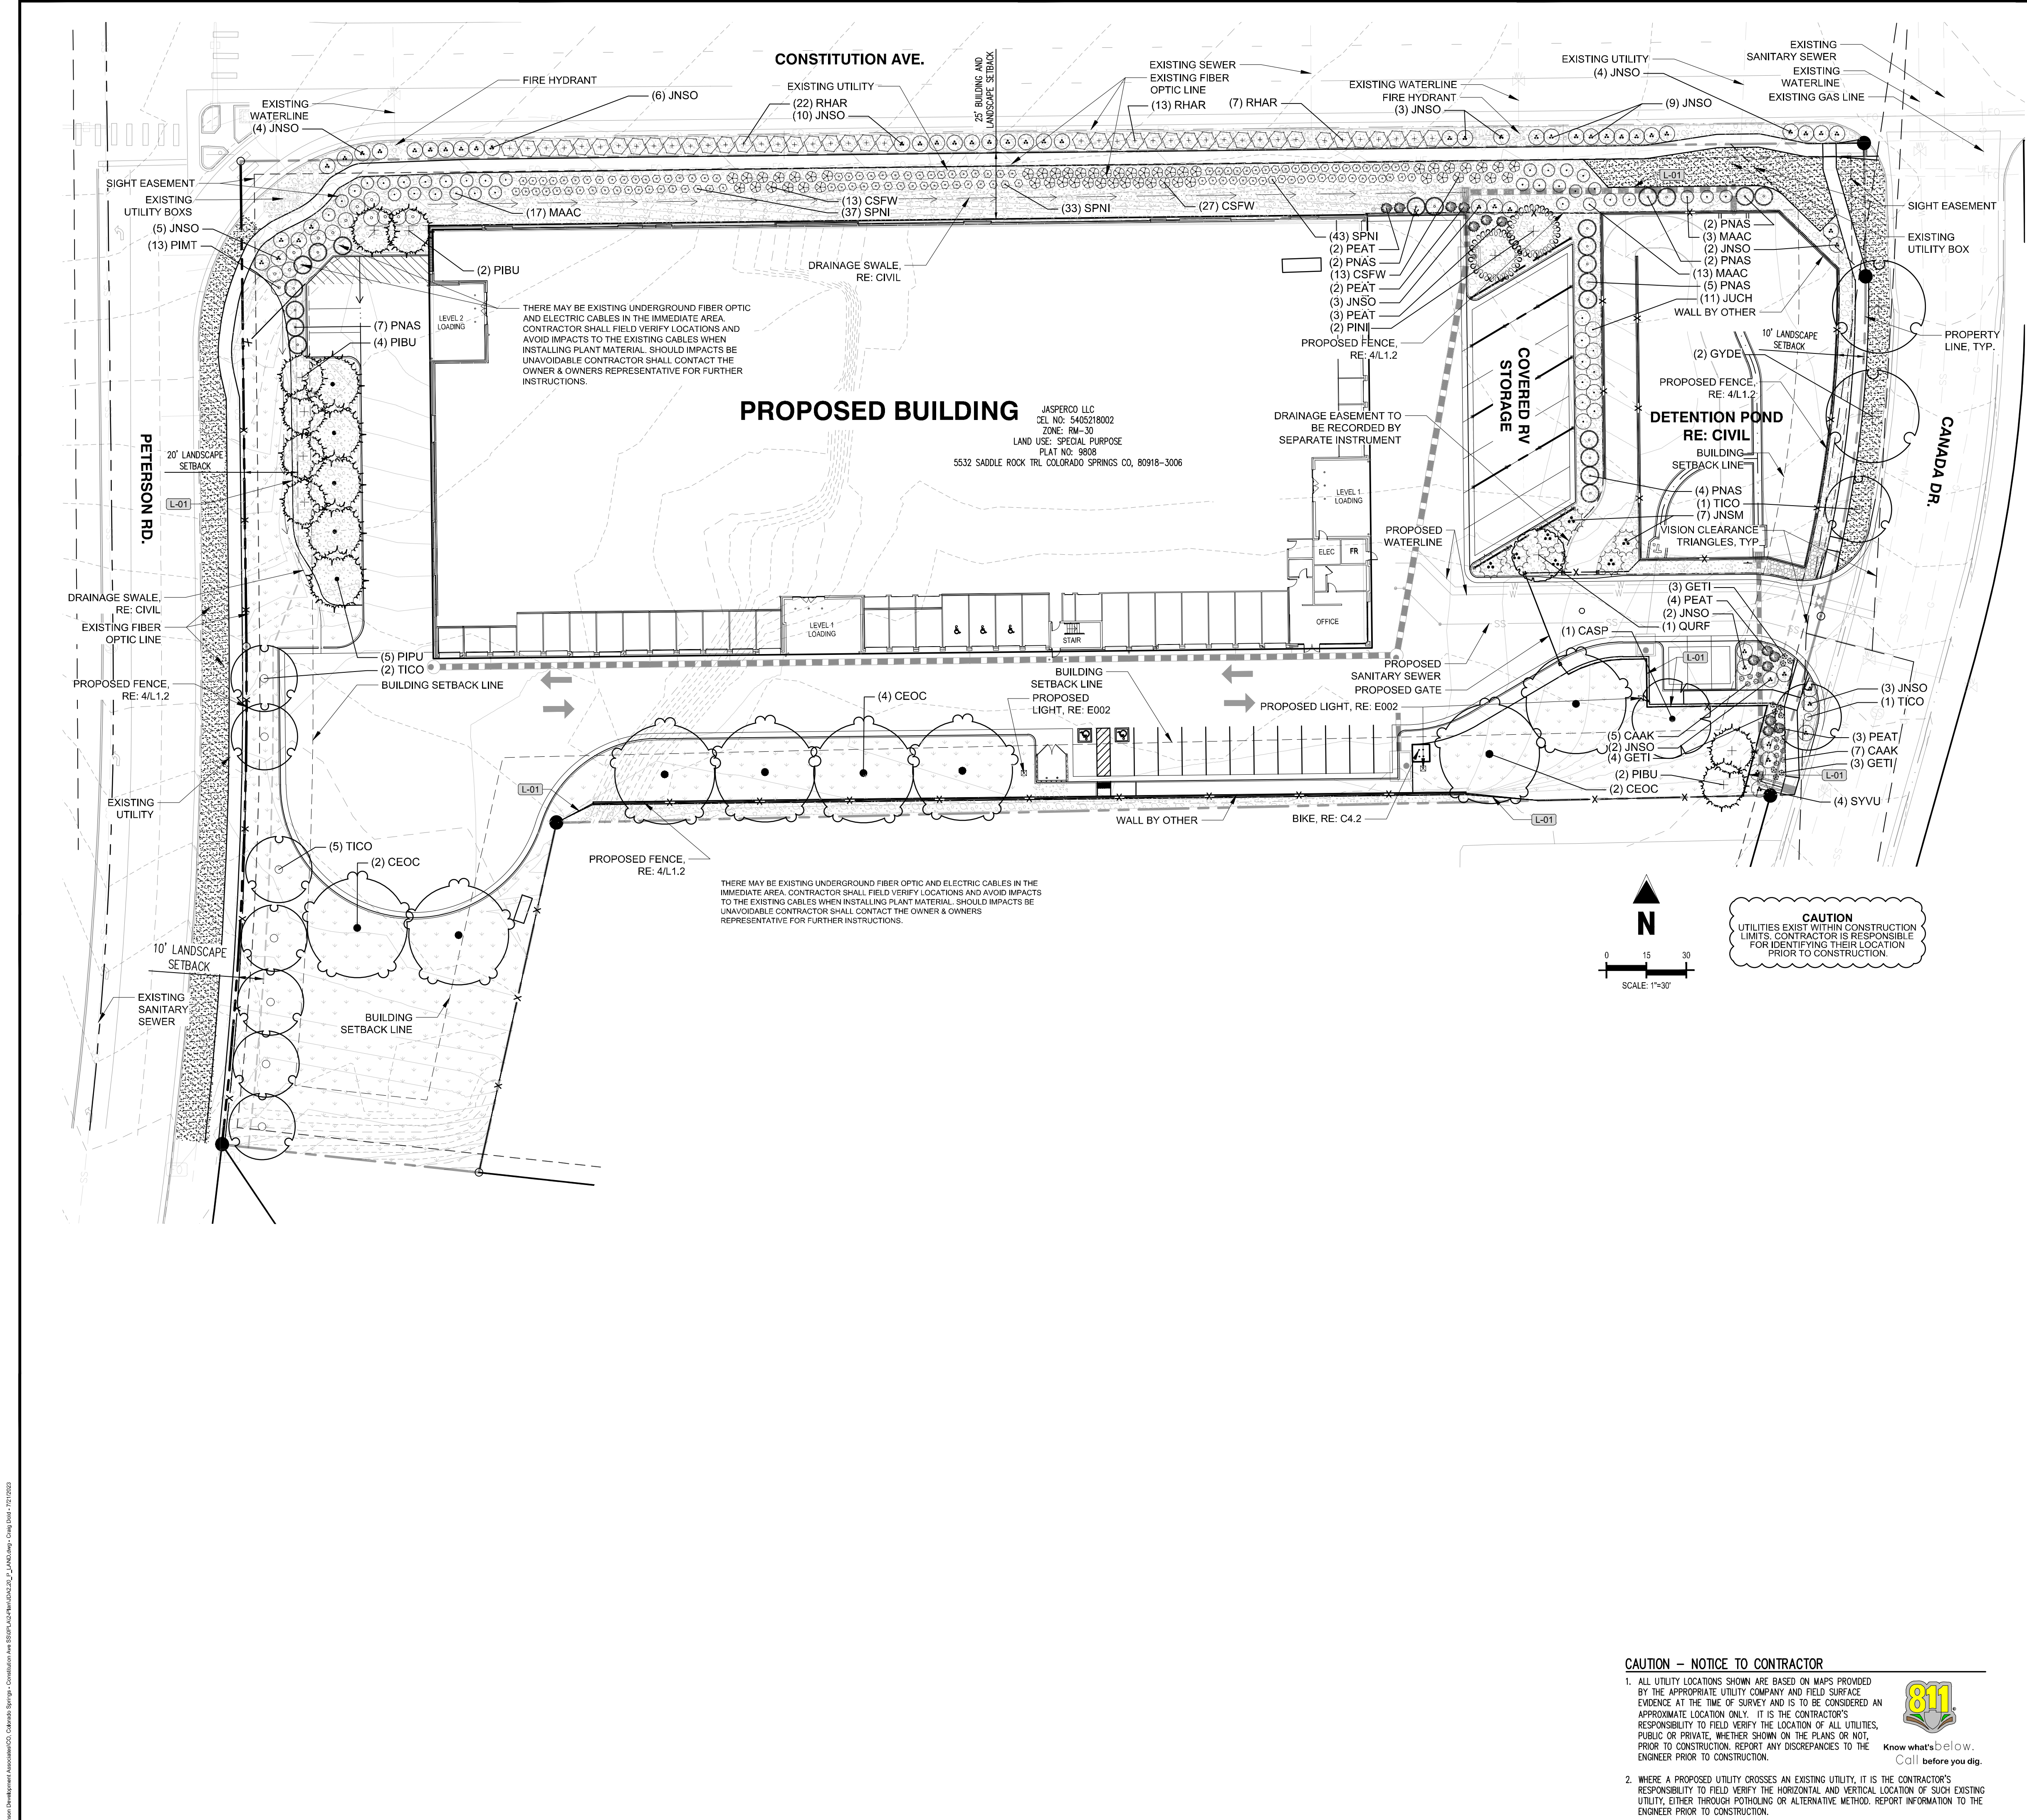 CONSTITUTION AVE.
25' BUILDING AND
LANDSCAPE SETBACK
FIRE HYDRANT
(6) JNSO
EXISTING
WATERLINE
(4) JNSO
EXISTING UTILITY
(22) RHAR
(10) JNSO
EXISTING SEWER
EXISTING FIBER
OPTIC LINE
(13) RHAR
(7) RHAR
EXISTING WATERLINE
FIRE HYDRANT
(3) JNSO
EXISTING UTILITY
(4) JNSO
(9) JNSO
EXISTING
SANITARY SEWER
EXISTING
WATERLINE
EXISTING GAS LINE
SIGHT EASEMENT
EXISTING
UTILITY BOXS
(5) JNSO
(13) PIMT
(17) MAAC
(13) CSFW
(37) SPNI
(33) SPNI
(27) CSFW
(2) PIBU
DRAINAGE SWALE,
RE: CIVIL
L-01
SIGHT EASEMENT
EXISTING
UTILITY BOX
(43) SPNI
(2) PEAT
(2) PNAS
(13) CSFW
(2) PEAT
(3) JNSO
(3) PEAT
(2) PINI
PROPOSED FENCE,
RE: 4/L1.2
(2) PNAS
(3) MAAC
(2) JNSO
(2) PNAS
(13) MAAC
(5) PNAS
(11) JUCH
WALL BY OTHER
10' LANDSCAPE
SETBACK
PROPERTY
LINE, TYP.
(2) GYDE
PROPOSED FENCE,
RE: 4/L1.2
LEVEL 2
LOADING
THERE MAY BE EXISTING UNDERGROUND FIBER OPTIC
AND ELECTRIC CABLES IN THE IMMEDIATE AREA.
CONTRACTOR SHALL FIELD VERIFY LOCATIONS AND
AVOID IMPACTS TO THE EXISTING CABLES WHEN
INSTALLING PLANT MATERIAL. SHOULD IMPACTS BE
UNAVOIDABLE CONTRACTOR SHALL CONTACT THE
OWNER & OWNERS REPRESENTATIVE FOR FURTHER
INSTRUCTIONS.
(7) PNAS
(4) PIBU
PROPOSED BUILDING
JASPERCO LLC
CEL NO: 5405218002
ZONE: RM-30
LAND USE: SPECIAL PURPOSE
PLAT NO: 9808
5532 SADDLE ROCK TRL COLORADO SPRINGS CO, 80918-3006
COVERED RV
STORAGE
DRAINAGE EASEMENT TO
BE RECORDED BY
SEPARATE INSTRUMENT
DETENTION POND
RE: CIVIL
BUILDING
SETBACK LINE
CANADA DR.
PETERSON RD.
20' LANDSCAPE
SETBACK
L-01
LEVEL 1
LOADING
(4) PNAS
(1) TICO
(7) JNSM
VISION CLEARANCE
TRIANGLES, TYP.
PROPOSED
WATERLINE
ELEC
FR
DRAINAGE SWALE,
RE: CIVIL
EXISTING FIBER
OPTIC LINE
LEVEL 1
LOADING
STAIR
OFFICE
(3) GETI
(4) PEAT
(2) JNSO
(1) QURF
(1) CASP
L-01
(5) PIPU
(2) TICO
BUILDING SETBACK LINE
PROPOSED FENCE,
RE: 4/L1.2
(4) CEOC
BUILDING
SETBACK LINE
PROPOSED
LIGHT, RE: E002
PROPOSED
SANITARY SEWER
PROPOSED GATE
PROPOSED LIGHT, RE: E002
(3) JNSO
(1) TICO
(5) CAAK
(2) JNSO
(4) GETI
(2) PIBU
(2) CEOC
(3) PEAT
(7) CAAK
(3) GETI
L-01
(4) SYVU
L-01
EXISTING
UTILITY
WALL BY OTHER
BIKE, RE: C4.2
L-01
(5) TICO
(2) CEOC
PROPOSED FENCE,
RE: 4/L1.2
THERE MAY BE EXISTING UNDERGROUND FIBER OPTIC AND ELECTRIC CABLES IN THE
IMMEDIATE AREA. CONTRACTOR SHALL FIELD VERIFY LOCATIONS AND AVOID IMPACTS
TO THE EXISTING CABLES WHEN INSTALLING PLANT MATERIAL. SHOULD IMPACTS BE
UNAVOIDABLE CONTRACTOR SHALL CONTACT THE OWNER & OWNERS
REPRESENTATIVE FOR FURTHER INSTRUCTIONS.
10' LANDSCAPE
SETBACK
EXISTING
SANITARY
SEWER
BUILDING
SETBACK LINE
N
0 15 30
SCALE: 1"=30'
CAUTION
UTILITIES EXIST WITHIN CONSTRUCTION
LIMITS. CONTRACTOR IS RESPONSIBLE
FOR IDENTIFYING THEIR LOCATION
PRIOR TO CONSTRUCTION.
CAUTION – NOTICE TO CONTRACTOR
1. ALL UTILITY LOCATIONS SHOWN ARE BASED ON MAPS PROVIDED
BY THE APPROPRIATE UTILITY COMPANY AND FIELD SURFACE
EVIDENCE AT THE TIME OF SURVEY AND IS TO BE CONSIDERED AN
APPROXIMATE LOCATION ONLY. IT IS THE CONTRACTOR'S
RESPONSIBILITY TO FIELD VERIFY THE LOCATION OF ALL UTILITIES,
PUBLIC OR PRIVATE, WHETHER SHOWN ON THE PLANS OR NOT,
PRIOR TO CONSTRUCTION. REPORT ANY DISCREPANCIES TO THE
ENGINEER PRIOR TO CONSTRUCTION.
811
Know what's below.
Call before you dig.
2. WHERE A PROPOSED UTILITY CROSSES AN EXISTING UTILITY, IT IS THE CONTRACTOR'S
RESPONSIBILITY TO FIELD VERIFY THE HORIZONTAL AND VERTICAL LOCATION OF SUCH EXISTING
UTILITY, EITHER THROUGH POTHOLING OR ALTERNATIVE METHOD. REPORT INFORMATION TO THE
ENGINEER PRIOR TO CONSTRUCTION.